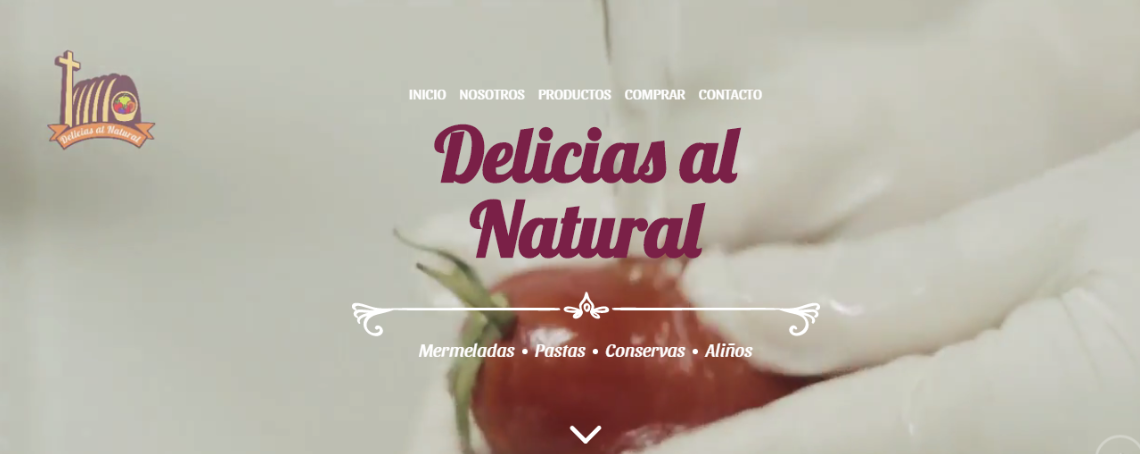 Delicias al Natural
INICIO NOSOTROS PRODUCTOS COMPRAR CONTACTO
Delicias al
Natural
Mermeladas • Pastas • Conservas • Aliños